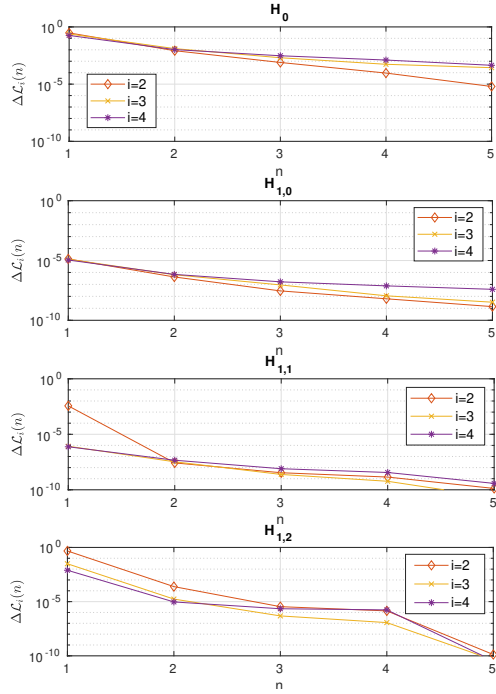 H0
10^0
10^-5
10^-10
ΔL_i(n)
i=2
i=3
i=4
1 2 3 4 5
n
H1,0
10^0
10^-5
10^-10
ΔL_i(n)
i=2
i=3
i=4
1 2 3 4 5
n
H1,1
10^0
10^-5
10^-10
ΔL_i(n)
i=2
i=3
i=4
1 2 3 4 5
n
H1,2
10^0
10^-5
10^-10
ΔL_i(n)
i=2
i=3
i=4
1 2 3 4 5
n